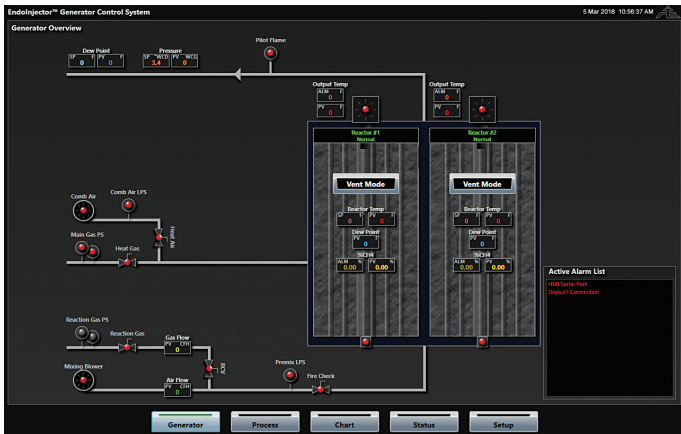 EndoInjector™ Generator Control System
5 Mar 2018 10:56:37 AM
Generator Overview
Pilot Flame
Dew Point
SP F PV F
0 0
Pressure
SP "WCD PV "WCD
3.4 0
Output Temp
ALM F
0
PV F
0
Output Temp
ALM F
0
PV F
0
Reactor #1
Normal
Vent Mode
Reactor Temp
SP F PV F
0 0
Dew Point
PV F
0
%CH4
ALM % PV %
0.00 0.00
Reactor #2
Normal
Vent Mode
Reactor Temp
SP F PV F
0 0
Dew Point
PV F
0
%CH4
ALM % PV %
0.00 0.00
Comb Air
Comb Air LPS
Main Gas PS
Heat Gas
Heat Air
Reaction Gas PS
Reaction Gas
Gas Flow
PV CFH
0
RCV
Mixing Blower
Air Flow
PV CFH
0
Premix LPS
Fire Check
Active Alarm List
HMI Serial Port
Device1 Connection
Generator
Process
Chart
Status
Setup